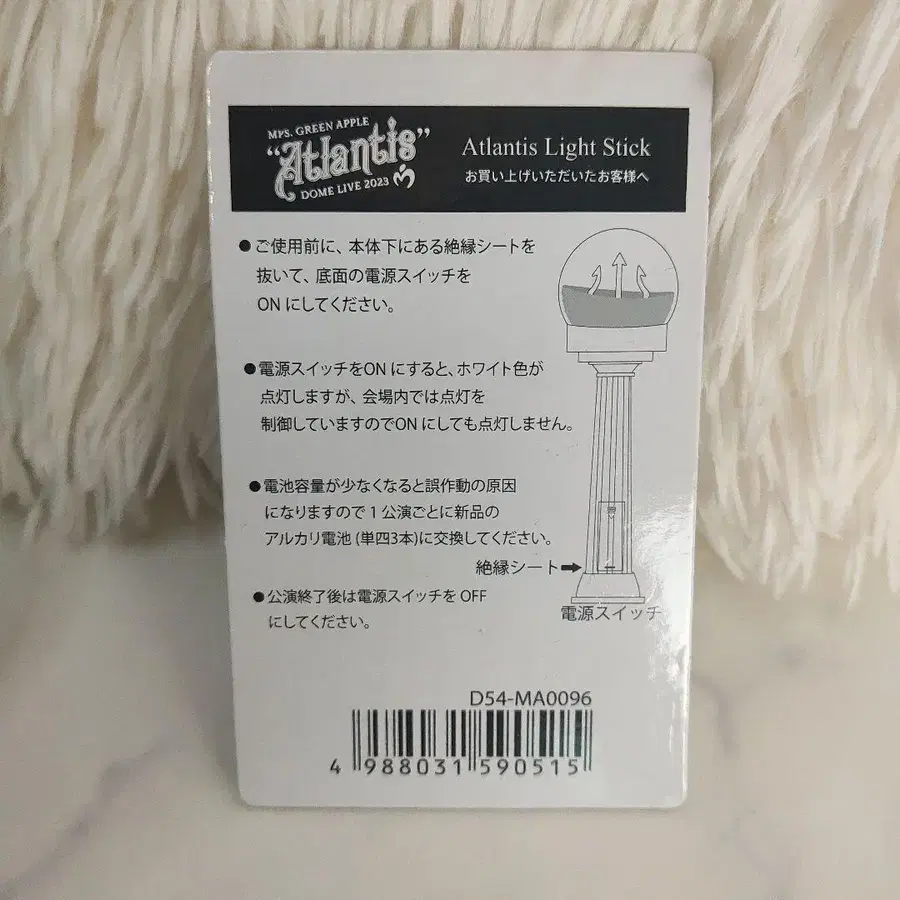 Mrs. GREEN APPLE
"Atlantis"
DOME LIVE 2023
Atlantis Light Stick
お買い上げいただいたお客様へ
●ご使用前に、本体下にある絶縁シートを
抜いて、底面の電源スイッチを
ONにしてください。
●電源スイッチをONにすると、ホワイト色が
点灯しますが、会場内では点灯を
制御していますのでONにしても点灯しません。
●電池容量が少なくなると誤作動の原因
になりますので1公演ごとに新品の
アルカリ電池(単四3本)に交換してください。
絶縁シート➡
●公演終了後は電源スイッチをOFF
にしてください。
電源スイッチ
D54-MA0096
4 988031 590515